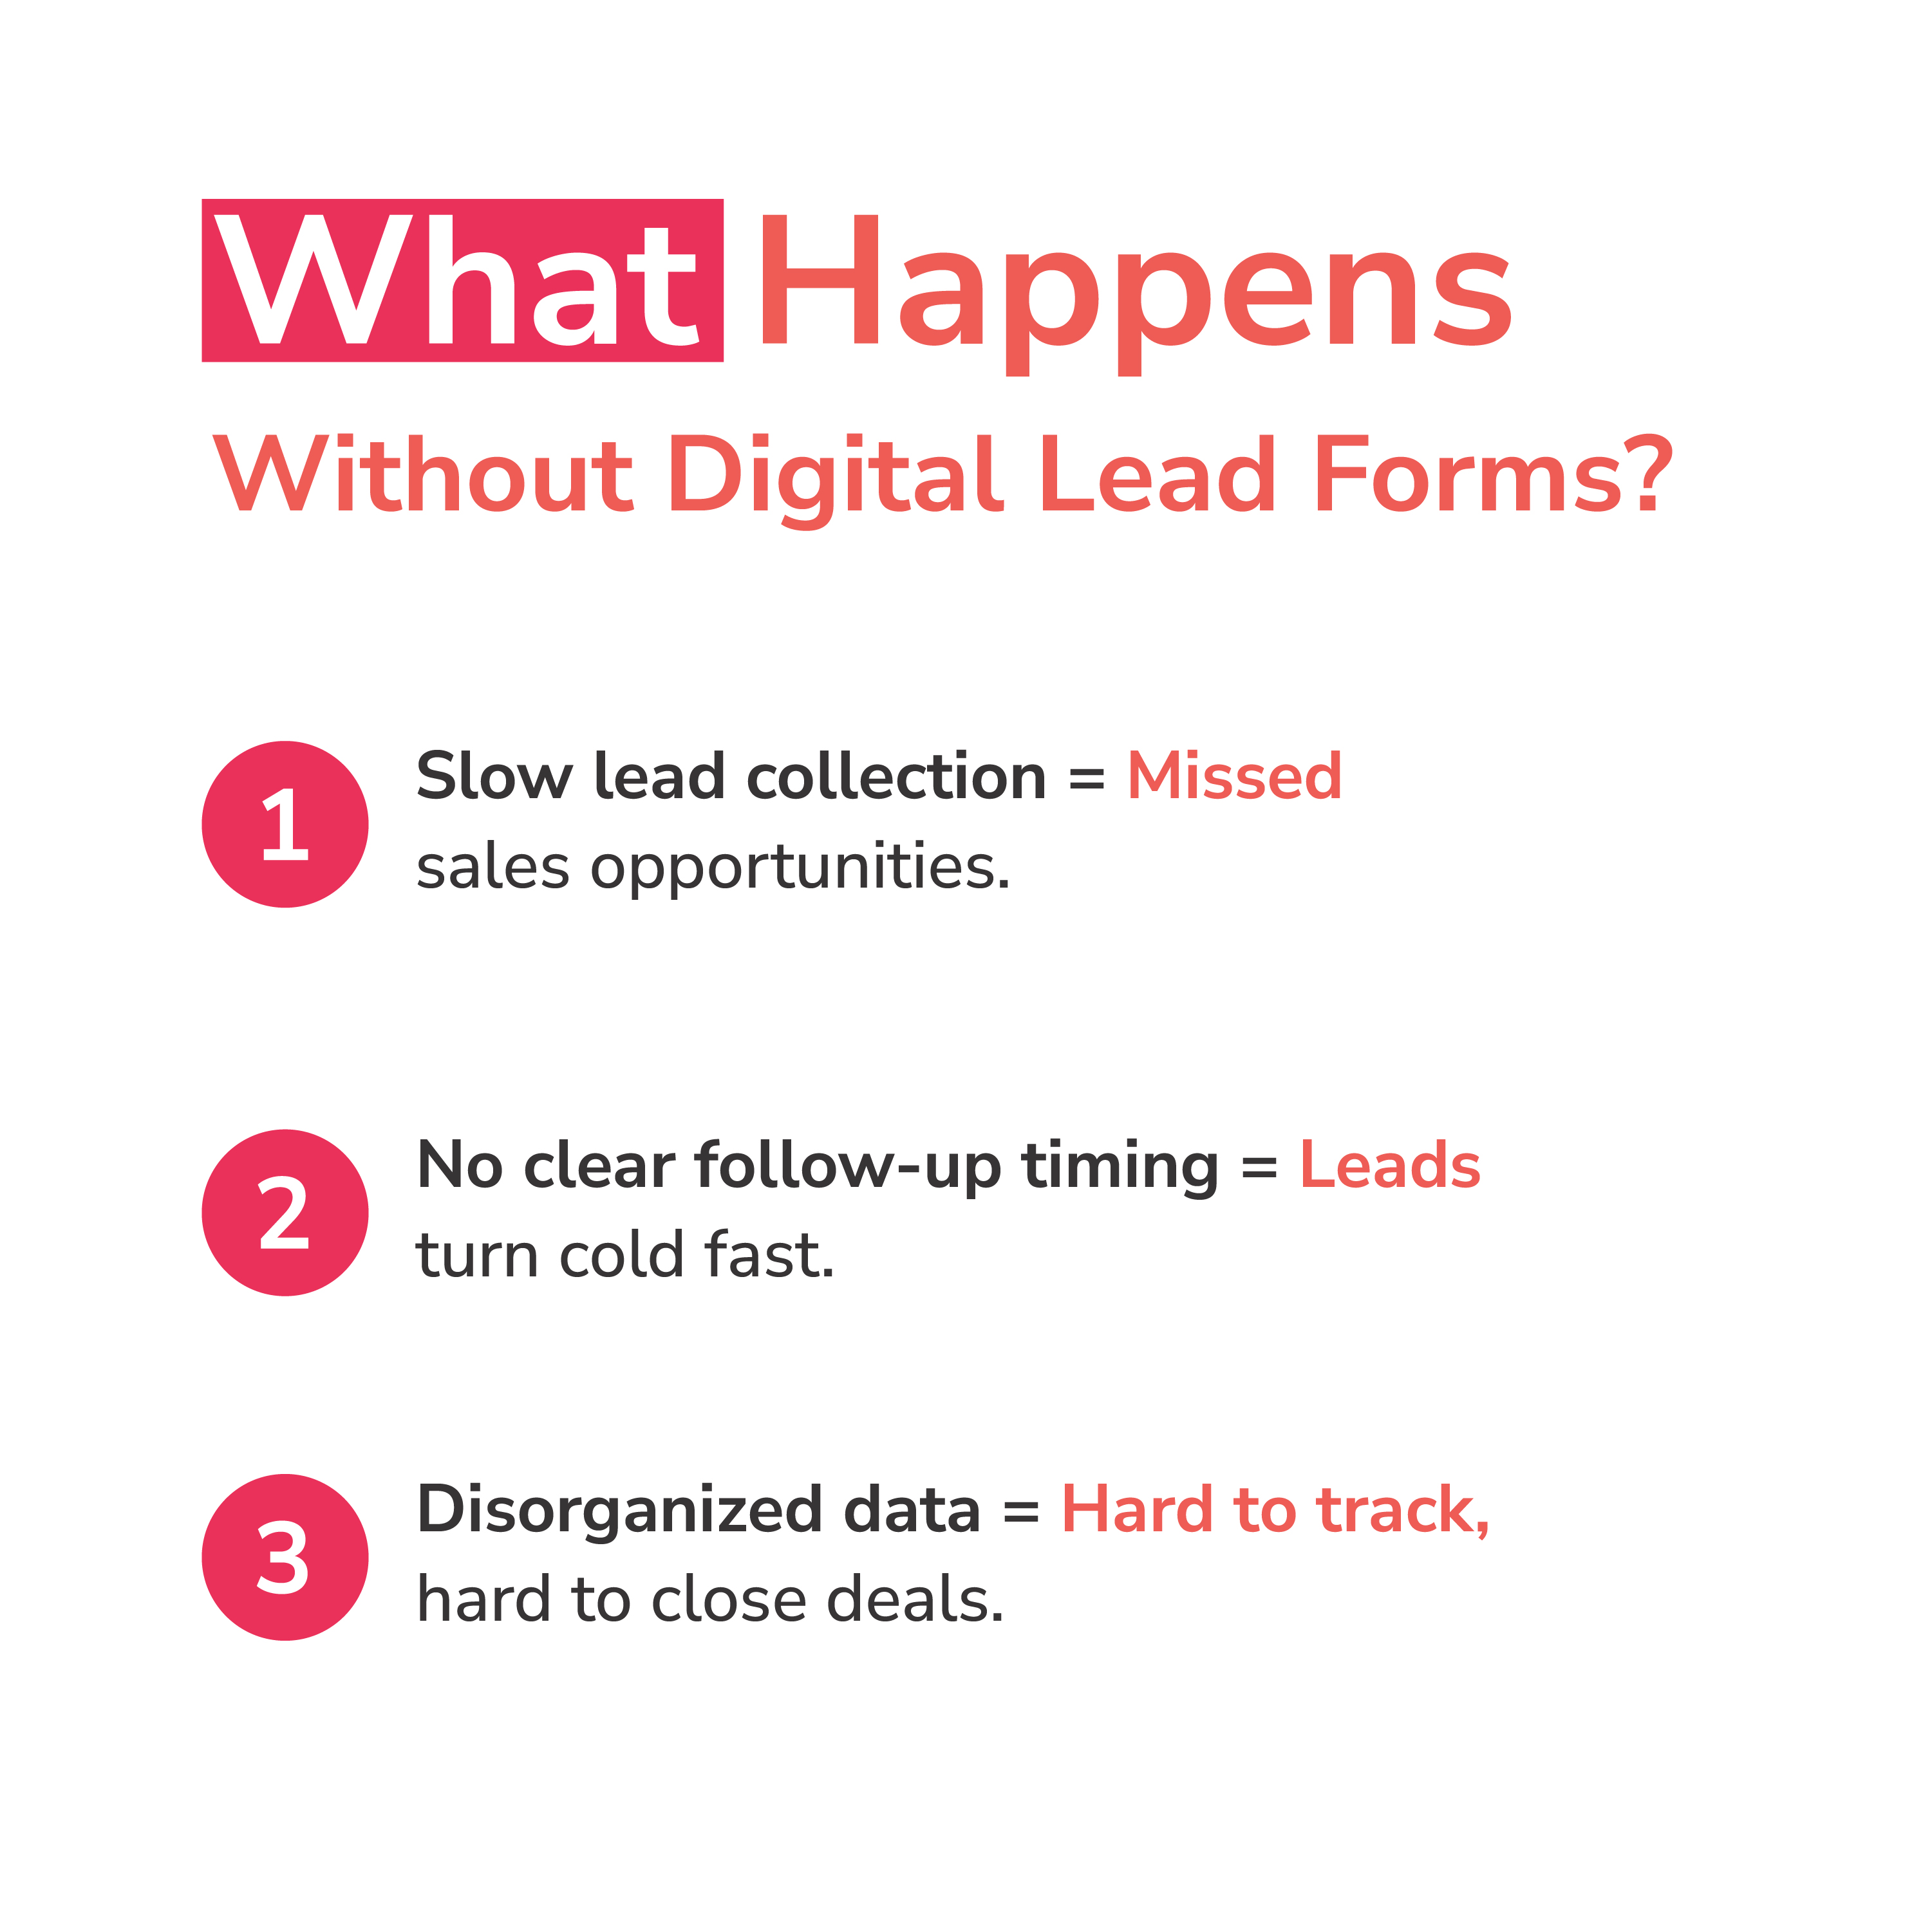 What Happens
Without Digital Lead Forms?
1
Slow lead collection = Missed
sales opportunities.
2
No clear follow-up timing = Leads
turn cold fast.
3
Disorganized data = Hard to track,
hard to close deals.